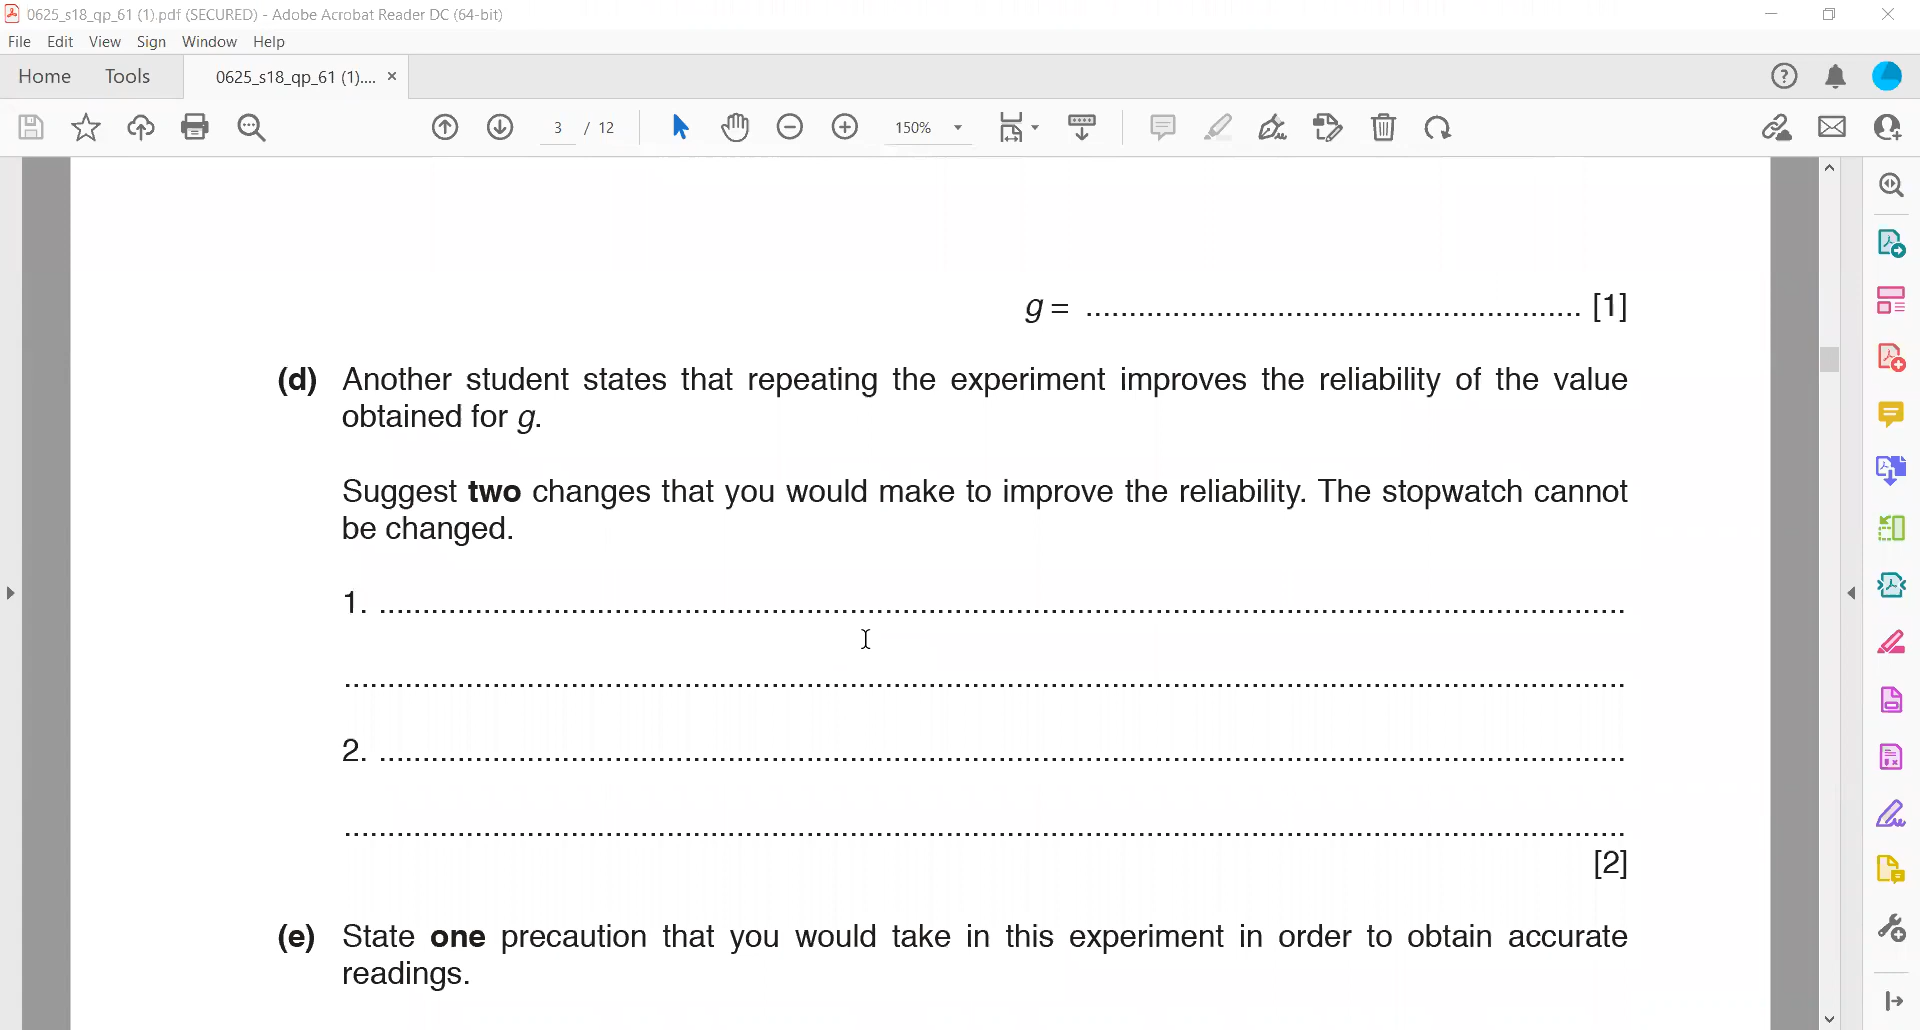 0625_s18_qp_61 (1).pdf (SECURED) - Adobe Acrobat Reader DC (64-bit)
File Edit View Sign Window Help
Home Tools 0625_s18_qp_61 (1).... ×
3 / 12 150%
g = .......................................................... [1]
(d) Another student states that repeating the experiment improves the reliability of the value
obtained for g.
Suggest two changes that you would make to improve the reliability. The stopwatch cannot
be changed.
1. ..........................................................................................................................................
..............................................................................................................................................
2. ..........................................................................................................................................
..............................................................................................................................................
[2]
(e) State one precaution that you would take in this experiment in order to obtain accurate
readings.